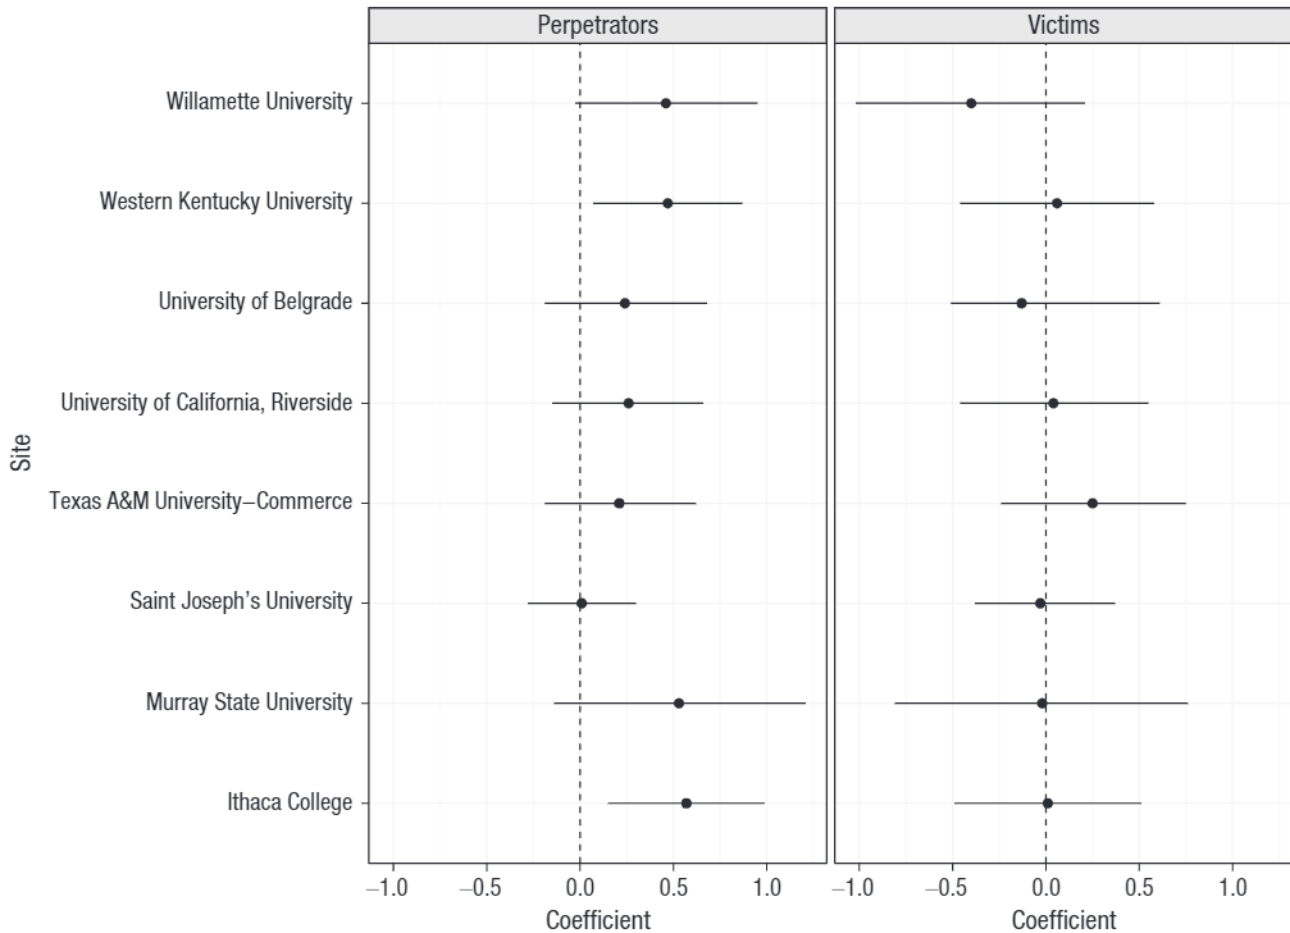 Perpetrators
Victims
Willamette University
Western Kentucky University
University of Belgrade
University of California, Riverside
Texas A&M University–Commerce
Saint Joseph’s University
Murray State University
Ithaca College
Site
−1.0 −0.5 0.0 0.5 1.0
−1.0 −0.5 0.0 0.5 1.0
Coefficient
Coefficient